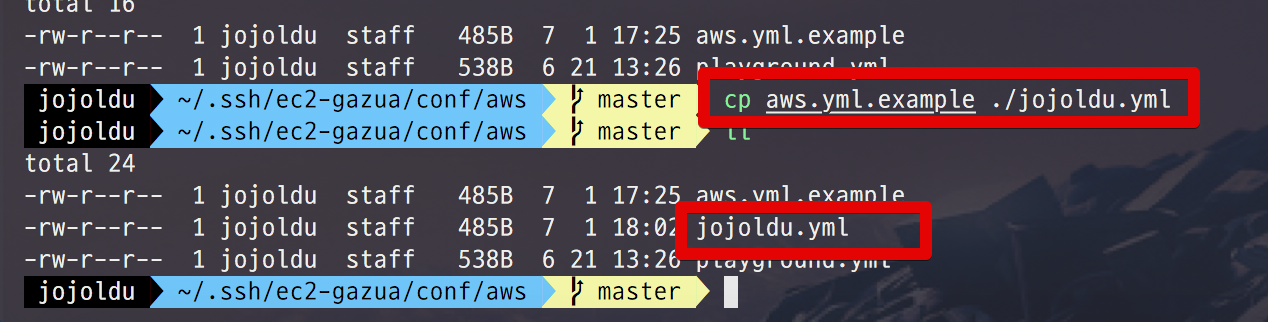 total 16
-rw-r--r--  1 jojoldu  staff   485B  7  1 17:25 aws.yml.example
-rw-r--r--  1 jojoldu  staff   538B  6 21 13:26 playground.yml
jojoldu ~/.ssh/ec2-gazua/conf/aws master cp aws.yml.example ./jojoldu.yml
jojoldu ~/.ssh/ec2-gazua/conf/aws master ll
total 24
-rw-r--r--  1 jojoldu  staff   485B  7  1 17:25 aws.yml.example
-rw-r--r--  1 jojoldu  staff   485B  7  1 18:02 jojoldu.yml
-rw-r--r--  1 jojoldu  staff   538B  6 21 13:26 playground.yml
jojoldu ~/.ssh/ec2-gazua/conf/aws master